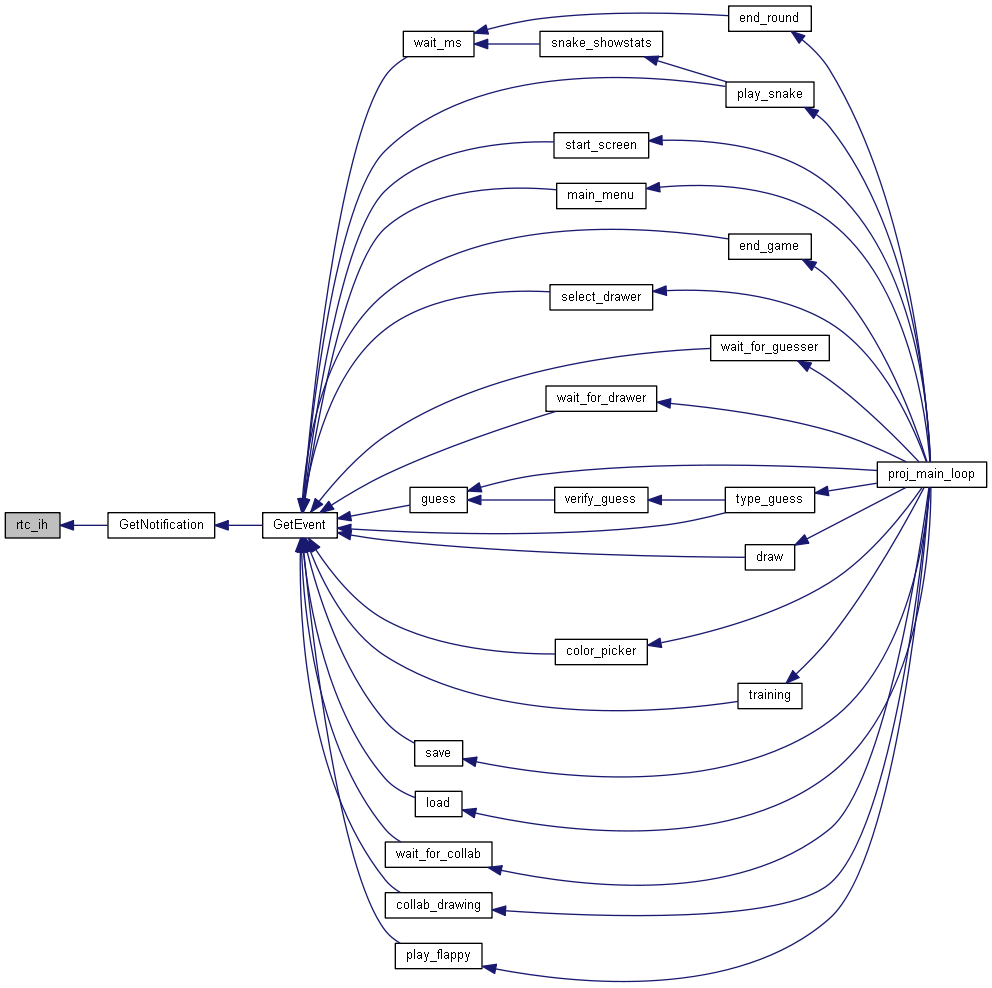 end_round
wait_ms
snake_showstats
play_snake
start_screen
main_menu
end_game
select_drawer
wait_for_guesser
wait_for_drawer
proj_main_loop
guess
verify_guess
type_guess
rtc_ih
GetNotification
GetEvent
draw
color_picker
training
save
load
wait_for_collab
collab_drawing
play_flappy